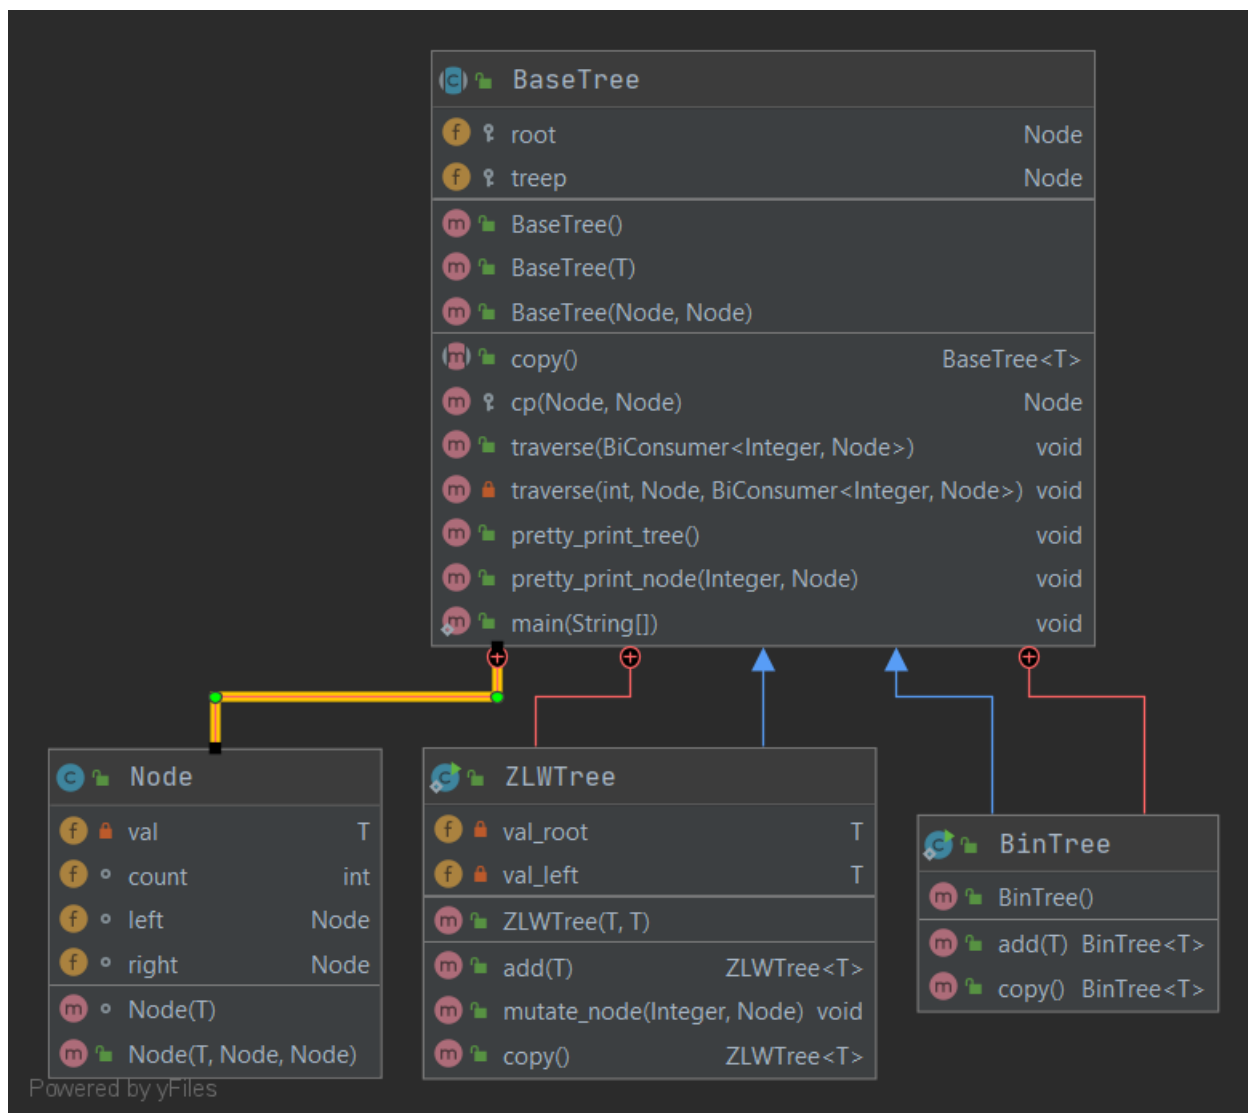 BaseTree
root Node
treep Node
BaseTree()
BaseTree(T)
BaseTree(Node, Node)
copy() BaseTree<T>
cp(Node, Node) Node
traverse(BiConsumer<Integer, Node>) void
traverse(int, Node, BiConsumer<Integer, Node>) void
pretty_print_tree() void
pretty_print_node(Integer, Node) void
main(String[]) void
Node
val T
count int
left Node
right Node
Node(T)
Node(T, Node, Node)
ZLWTree
val_root T
val_left T
ZLWTree(T, T)
add(T) ZLWTree<T>
mutate_node(Integer, Node) void
copy() ZLWTree<T>
BinTree
BinTree()
add(T) BinTree<T>
copy() BinTree<T>
Powered by yFiles